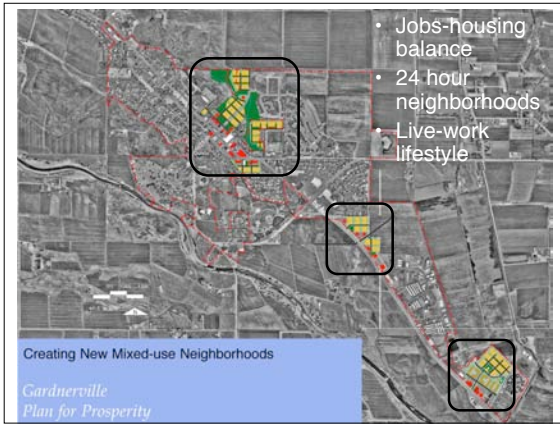 • Jobs-housing
balance
• 24 hour
neighborhoods
• Live-work
lifestyle
Creating New Mixed-use Neighborhoods
Gardnerville
Plan for Prosperity